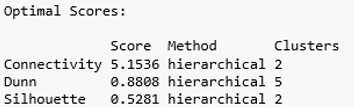 Optimal Scores:
Score Method Clusters
Connectivity 5.1536 hierarchical 2
Dunn 0.8808 hierarchical 5
Silhouette 0.5281 hierarchical 2